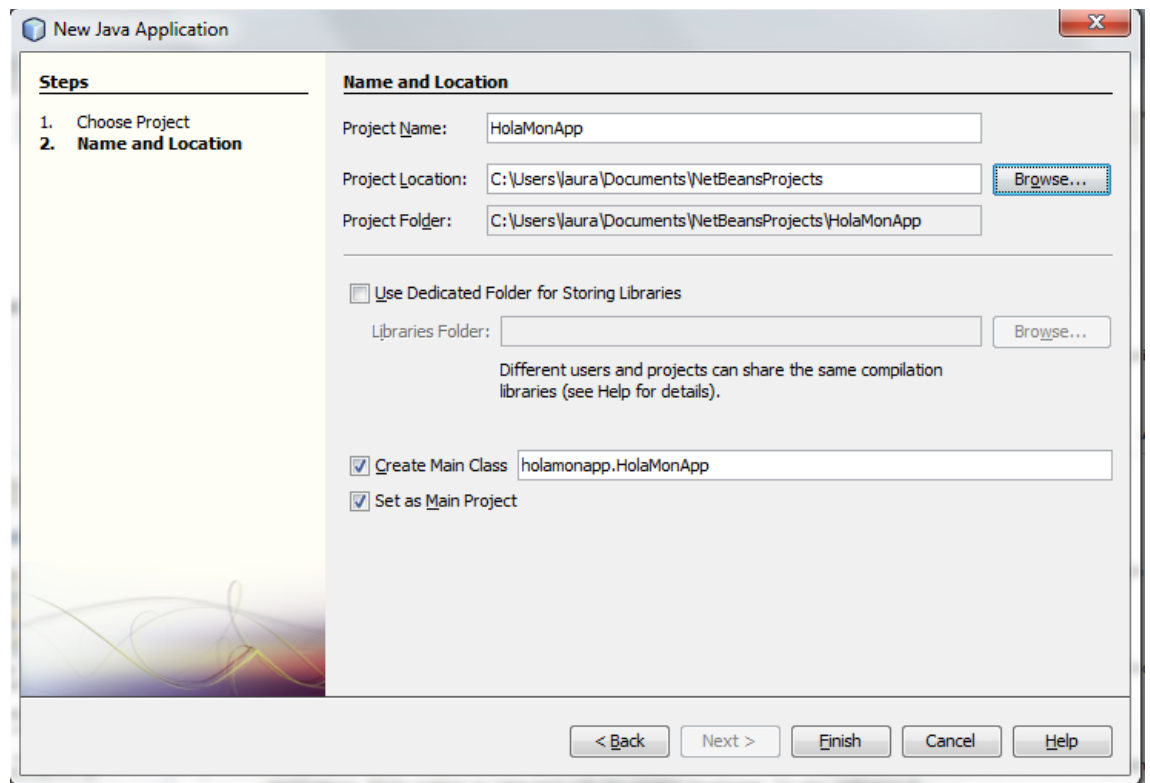 New Java Application
Steps
1. Choose Project
2. Name and Location
Name and Location
Project Name: HolaMonApp
Project Location: C:\Users\laura\Documents\NetBeansProjects Browse...
Project Folder: C:\Users\laura\Documents\NetBeansProjects\HolaMonApp
Use Dedicated Folder for Storing Libraries
Libraries Folder: Browse...
Different users and projects can share the same compilation
libraries (see Help for details).
Create Main Class holamonapp.HolaMonApp
Set as Main Project
< Back Next > Finish Cancel Help